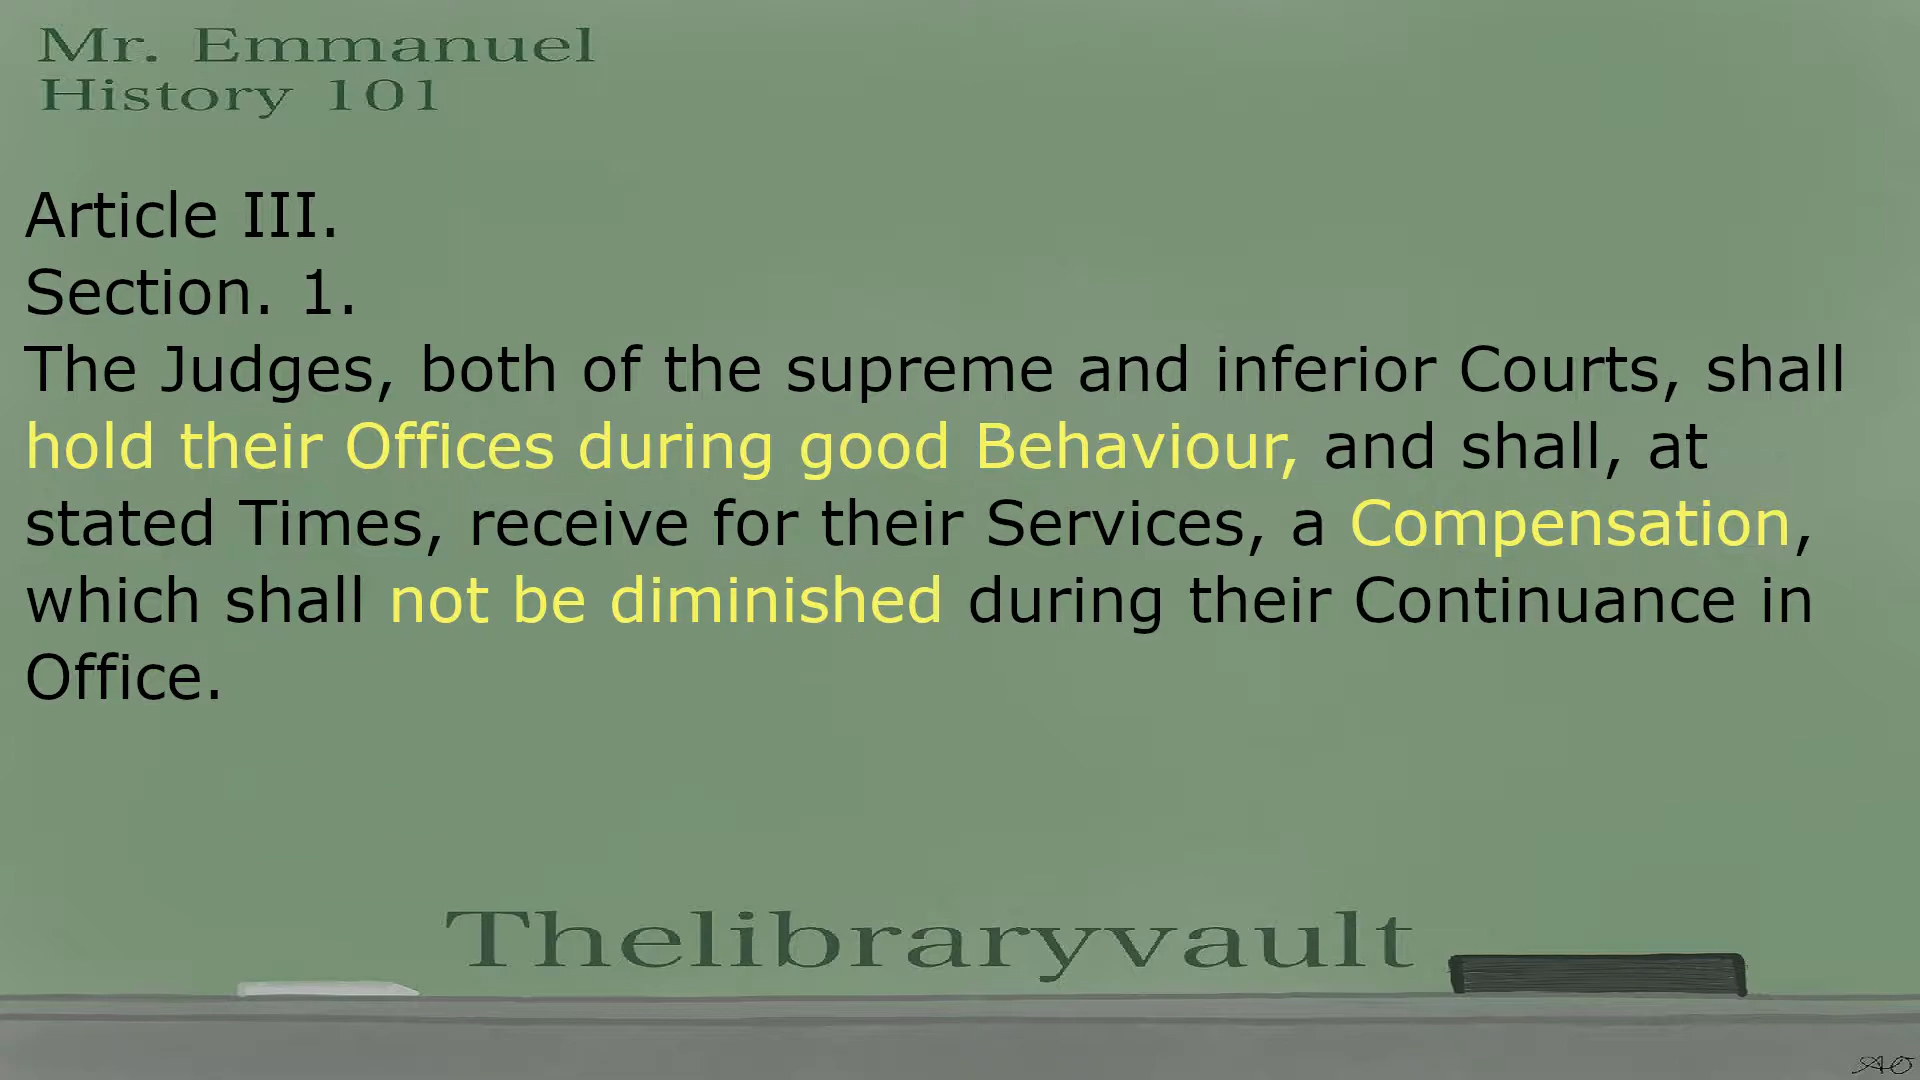 Mr. Emmanuel
History 101
Article III.
Section. 1.
The Judges, both of the supreme and inferior Courts, shall
hold their Offices during good Behaviour, and shall, at
stated Times, receive for their Services, a Compensation,
which shall not be diminished during their Continuance in
Office.
Thelibraryvault
AO